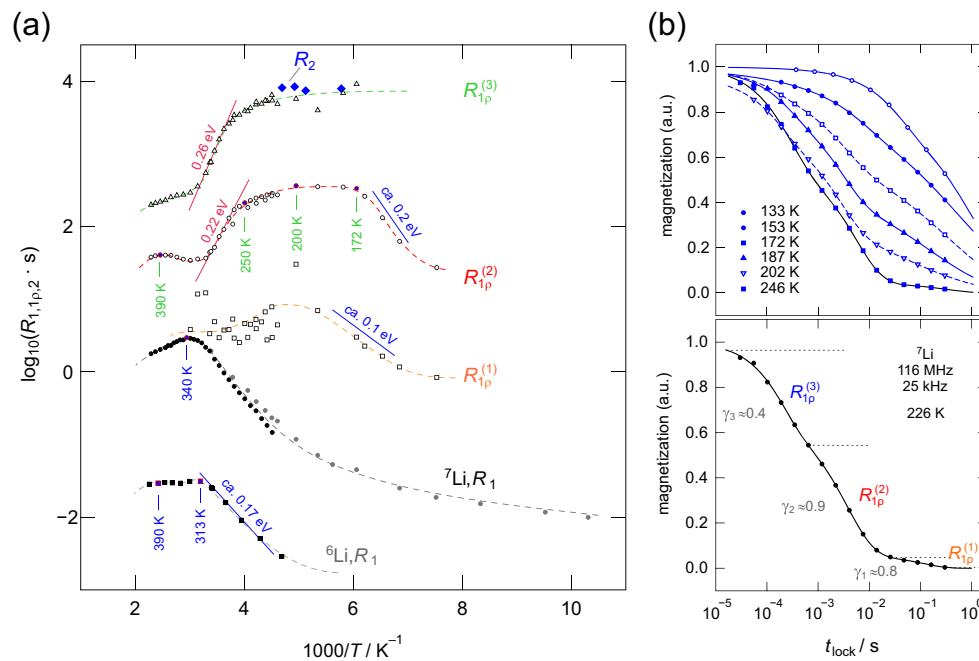 (a)
R₂
R₁ρ⁽³⁾
0.26 eV
0.22 eV
250 K
200 K
172 K
ca. 0.2 eV
R₁ρ⁽²⁾
390 K
ca. 0.1 eV
R₁ρ⁽¹⁾
340 K
⁷Li,R₁
390 K
313 K
ca. 0.17 eV
⁶Li,R₁
4
2
0
−2
log₁₀(R₁,₁ρ,₂ · s)
2
4
6
8
10
1000/T / K⁻¹
(b)
1.0
0.8
0.6
0.4
0.2
0.0
magnetization (a.u.)
133 K
153 K
172 K
187 K
202 K
246 K
1.0
0.8
0.6
0.4
0.2
0.0
magnetization (a.u.)
⁷Li
116 MHz
25 kHz
226 K
R₁ρ⁽³⁾
γ₃≈0.4
R₁ρ⁽²⁾
γ₂≈0.9
R₁ρ⁽¹⁾
γ₁≈0.8
10⁻⁵
10⁻⁴
10⁻³
10⁻²
10⁻¹
10⁰
t_lock / s